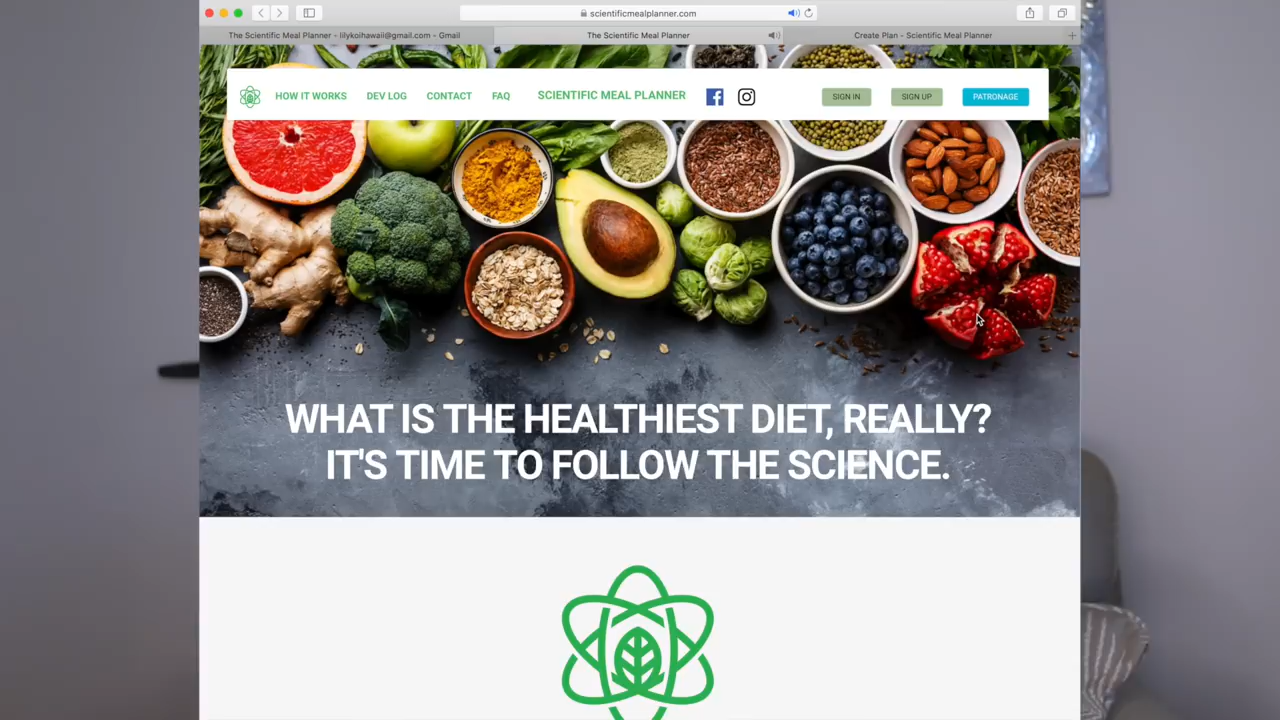 scientificmealplanner.com
The Scientific Meal Planner - lilykoihawaii@gmail.com - Gmail
The Scientific Meal Planner
Create Plan - Scientific Meal Planner
HOW IT WORKS
DEV LOG
CONTACT
FAQ
SCIENTIFIC MEAL PLANNER
SIGN IN
SIGN UP
PATRONAGE
WHAT IS THE HEALTHIEST DIET, REALLY?
IT'S TIME TO FOLLOW THE SCIENCE.